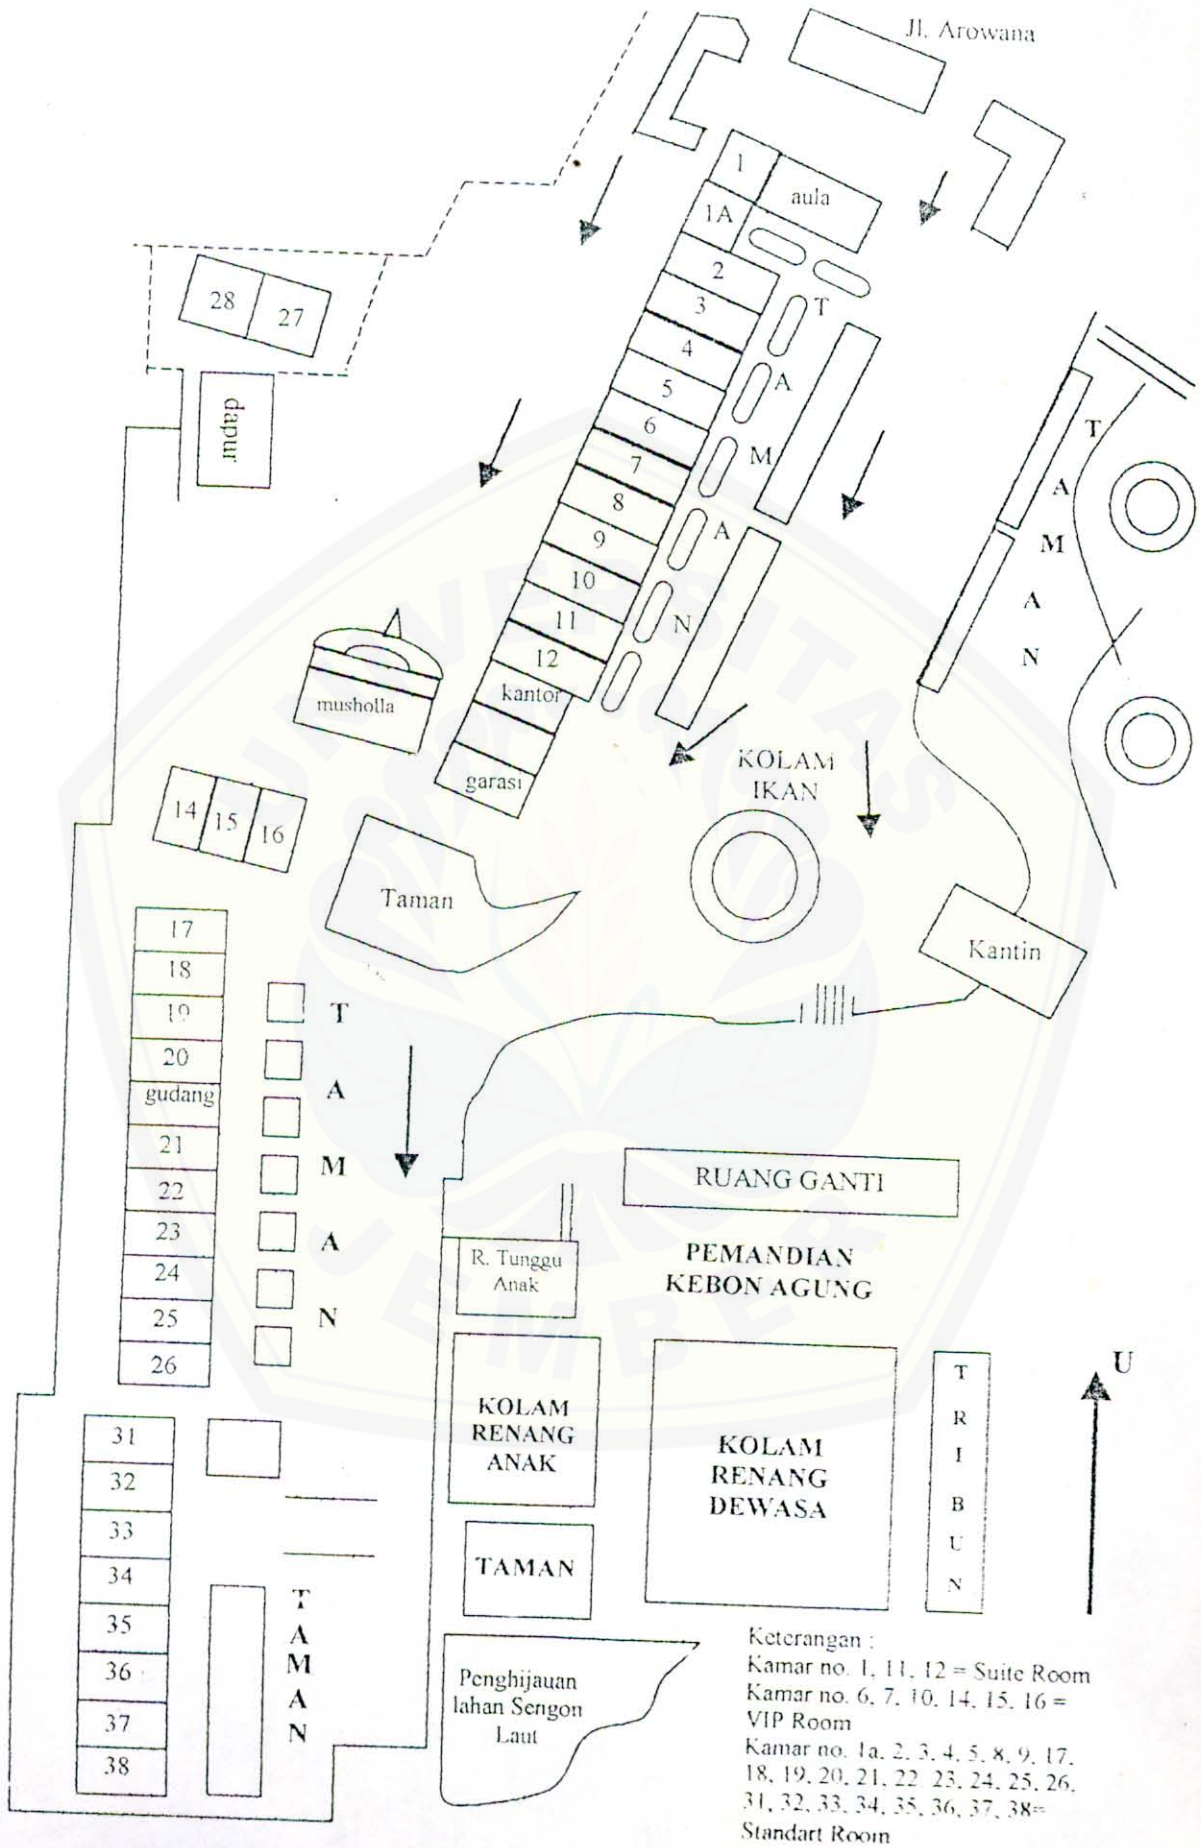 Jl. Arowana
1
aula
1A
2
3
4
5
6
7
8
9
10
11
12
kantor
garasi
T
A
M
A
N
28
27
dapur
T
A
M
A
N
musholla
14
15
16
KOLAM
IKAN
Taman
Kantin
17
18
19
20
gudang
21
22
23
24
25
26
T
A
M
A
N
RUANG GANTI
R. Tunggu
Anak
PEMANDIAN
KEBON AGUNG
KOLAM
RENANG
ANAK
KOLAM
RENANG
DEWASA
T
R
I
B
U
N
U
31
32
33
34
35
36
37
38
T
A
M
A
N
TAMAN
Penghijauan
lahan Sengon
Laut
Keterangan :
Kamar no. 1, 11, 12 = Suite Room
Kamar no. 6, 7, 10, 14, 15, 16 =
VIP Room
Kamar no. 1a, 2, 3, 4, 5, 8, 9, 17,
18, 19, 20, 21, 22 23, 24, 25, 26,
31, 32, 33, 34, 35, 36, 37, 38=
Standart Room
UNIVERSITAS
JEMBER